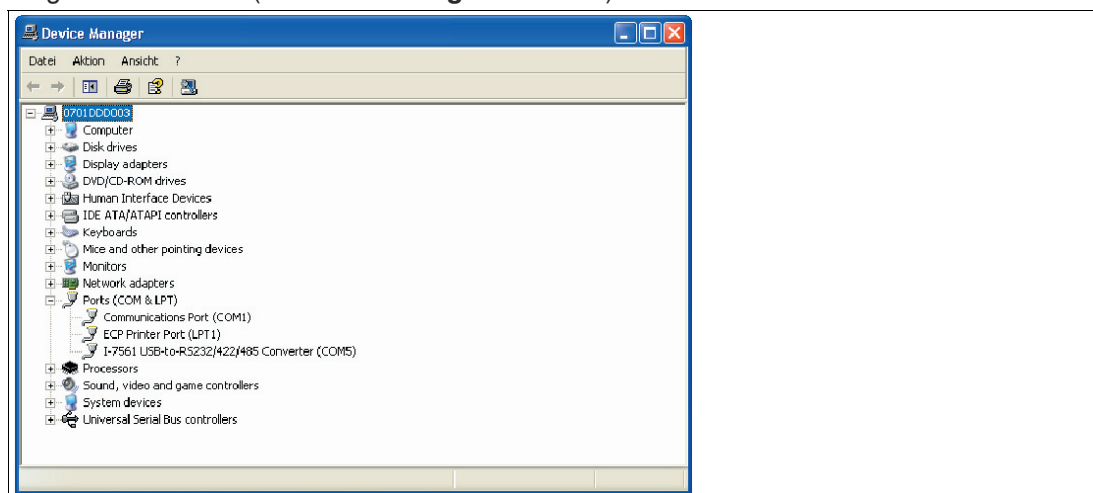 Device Manager
Datei Aktion Ansicht ?
0701DDD003
Computer
Disk drives
Display adapters
DVD/CD-ROM drives
Human Interface Devices
IDE ATA/ATAPI controllers
Keyboards
Mice and other pointing devices
Monitors
Network adapters
Ports (COM & LPT)
Communications Port (COM1)
ECP Printer Port (LPT1)
I-7561 USB-to-RS232/422/485 Converter (COM5)
Processors
Sound, video and game controllers
System devices
Universal Serial Bus controllers